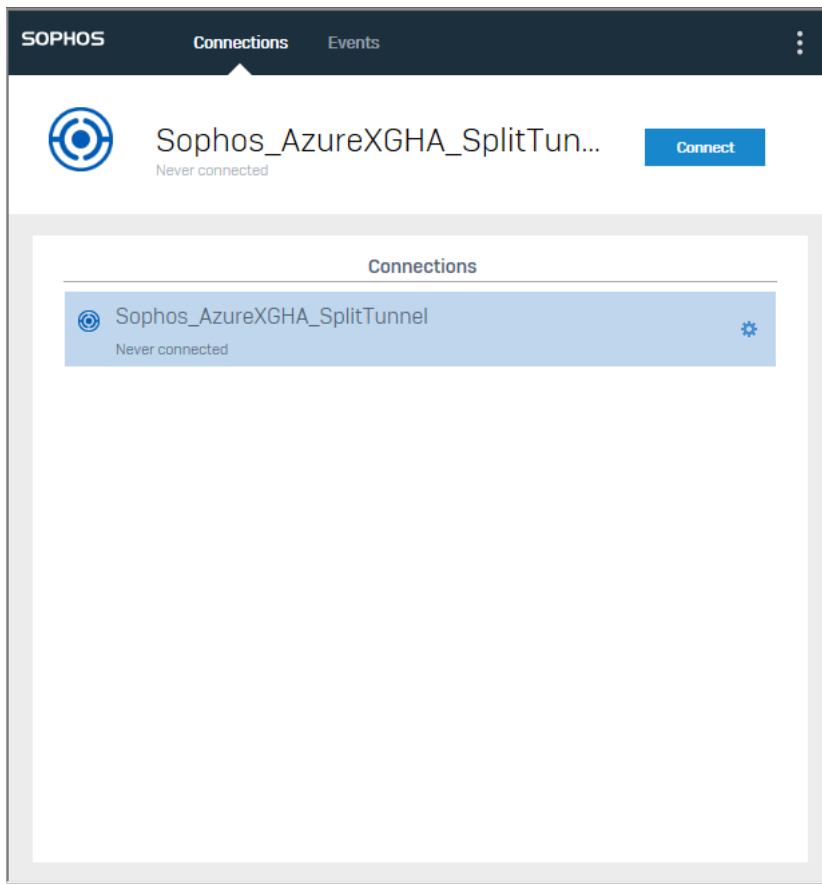 SOPHOS Connections Events
Sophos_AzureXGHA_SplitTun...
Never connected
Connect
Connections
Sophos_AzureXGHA_SplitTunnel
Never connected